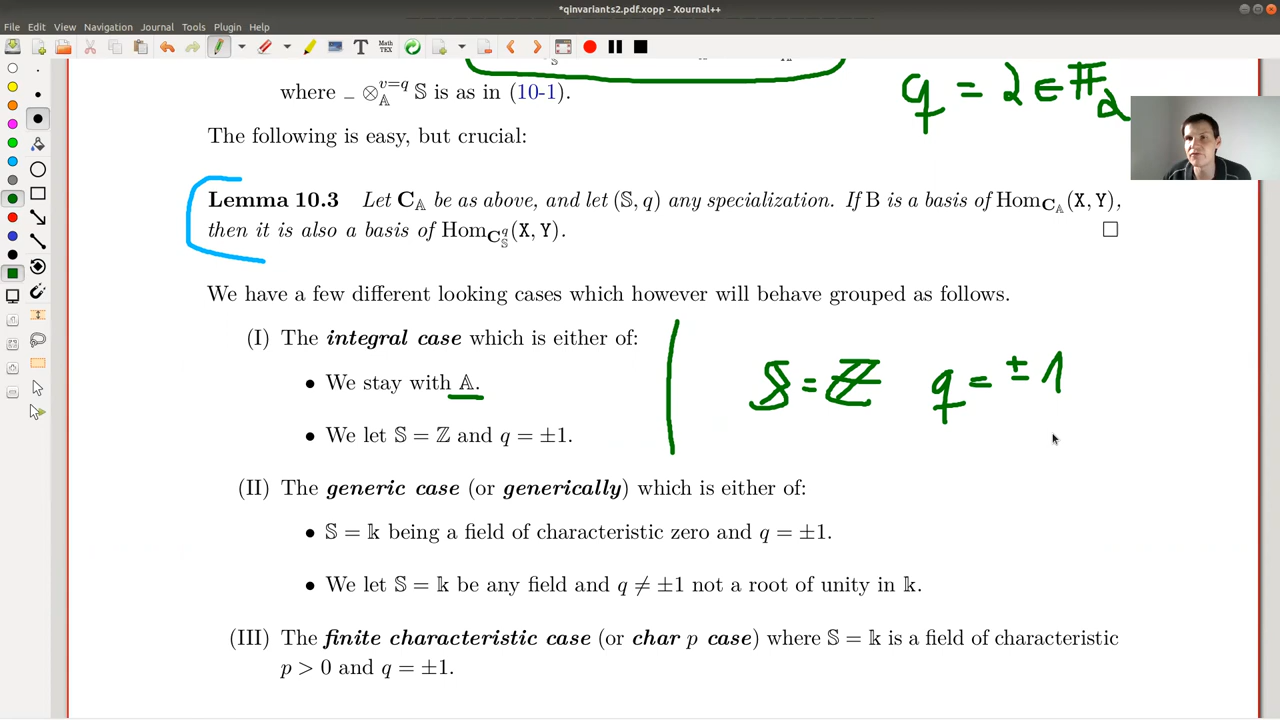 *qinvariants2.pdf.xopp - Xournal++
File Edit View Navigation Journal Tools Plugin Help
where _ ⊗_𝔸^{v=q} 𝕊 is as in (10-1).
q = 2 ∈ 𝔽_2
The following is easy, but crucial:
Lemma 10.3 Let C_𝔸 be as above, and let (𝕊, q) any specialization. If B is a basis of Hom_{C_𝔸}(X, Y),
then it is also a basis of Hom_{C_𝕊^q}(X, Y). □
We have a few different looking cases which however will behave grouped as follows.
(I) The integral case which is either of:
• We stay with 𝔸.
𝕊 = ℤ q = ±1
• We let 𝕊 = ℤ and q = ±1.
(II) The generic case (or generically) which is either of:
• 𝕊 = 𝕜 being a field of characteristic zero and q = ±1.
• We let 𝕊 = 𝕜 be any field and q ≠ ±1 not a root of unity in 𝕜.
(III) The finite characteristic case (or char p case) where 𝕊 = 𝕜 is a field of characteristic
p > 0 and q = ±1.